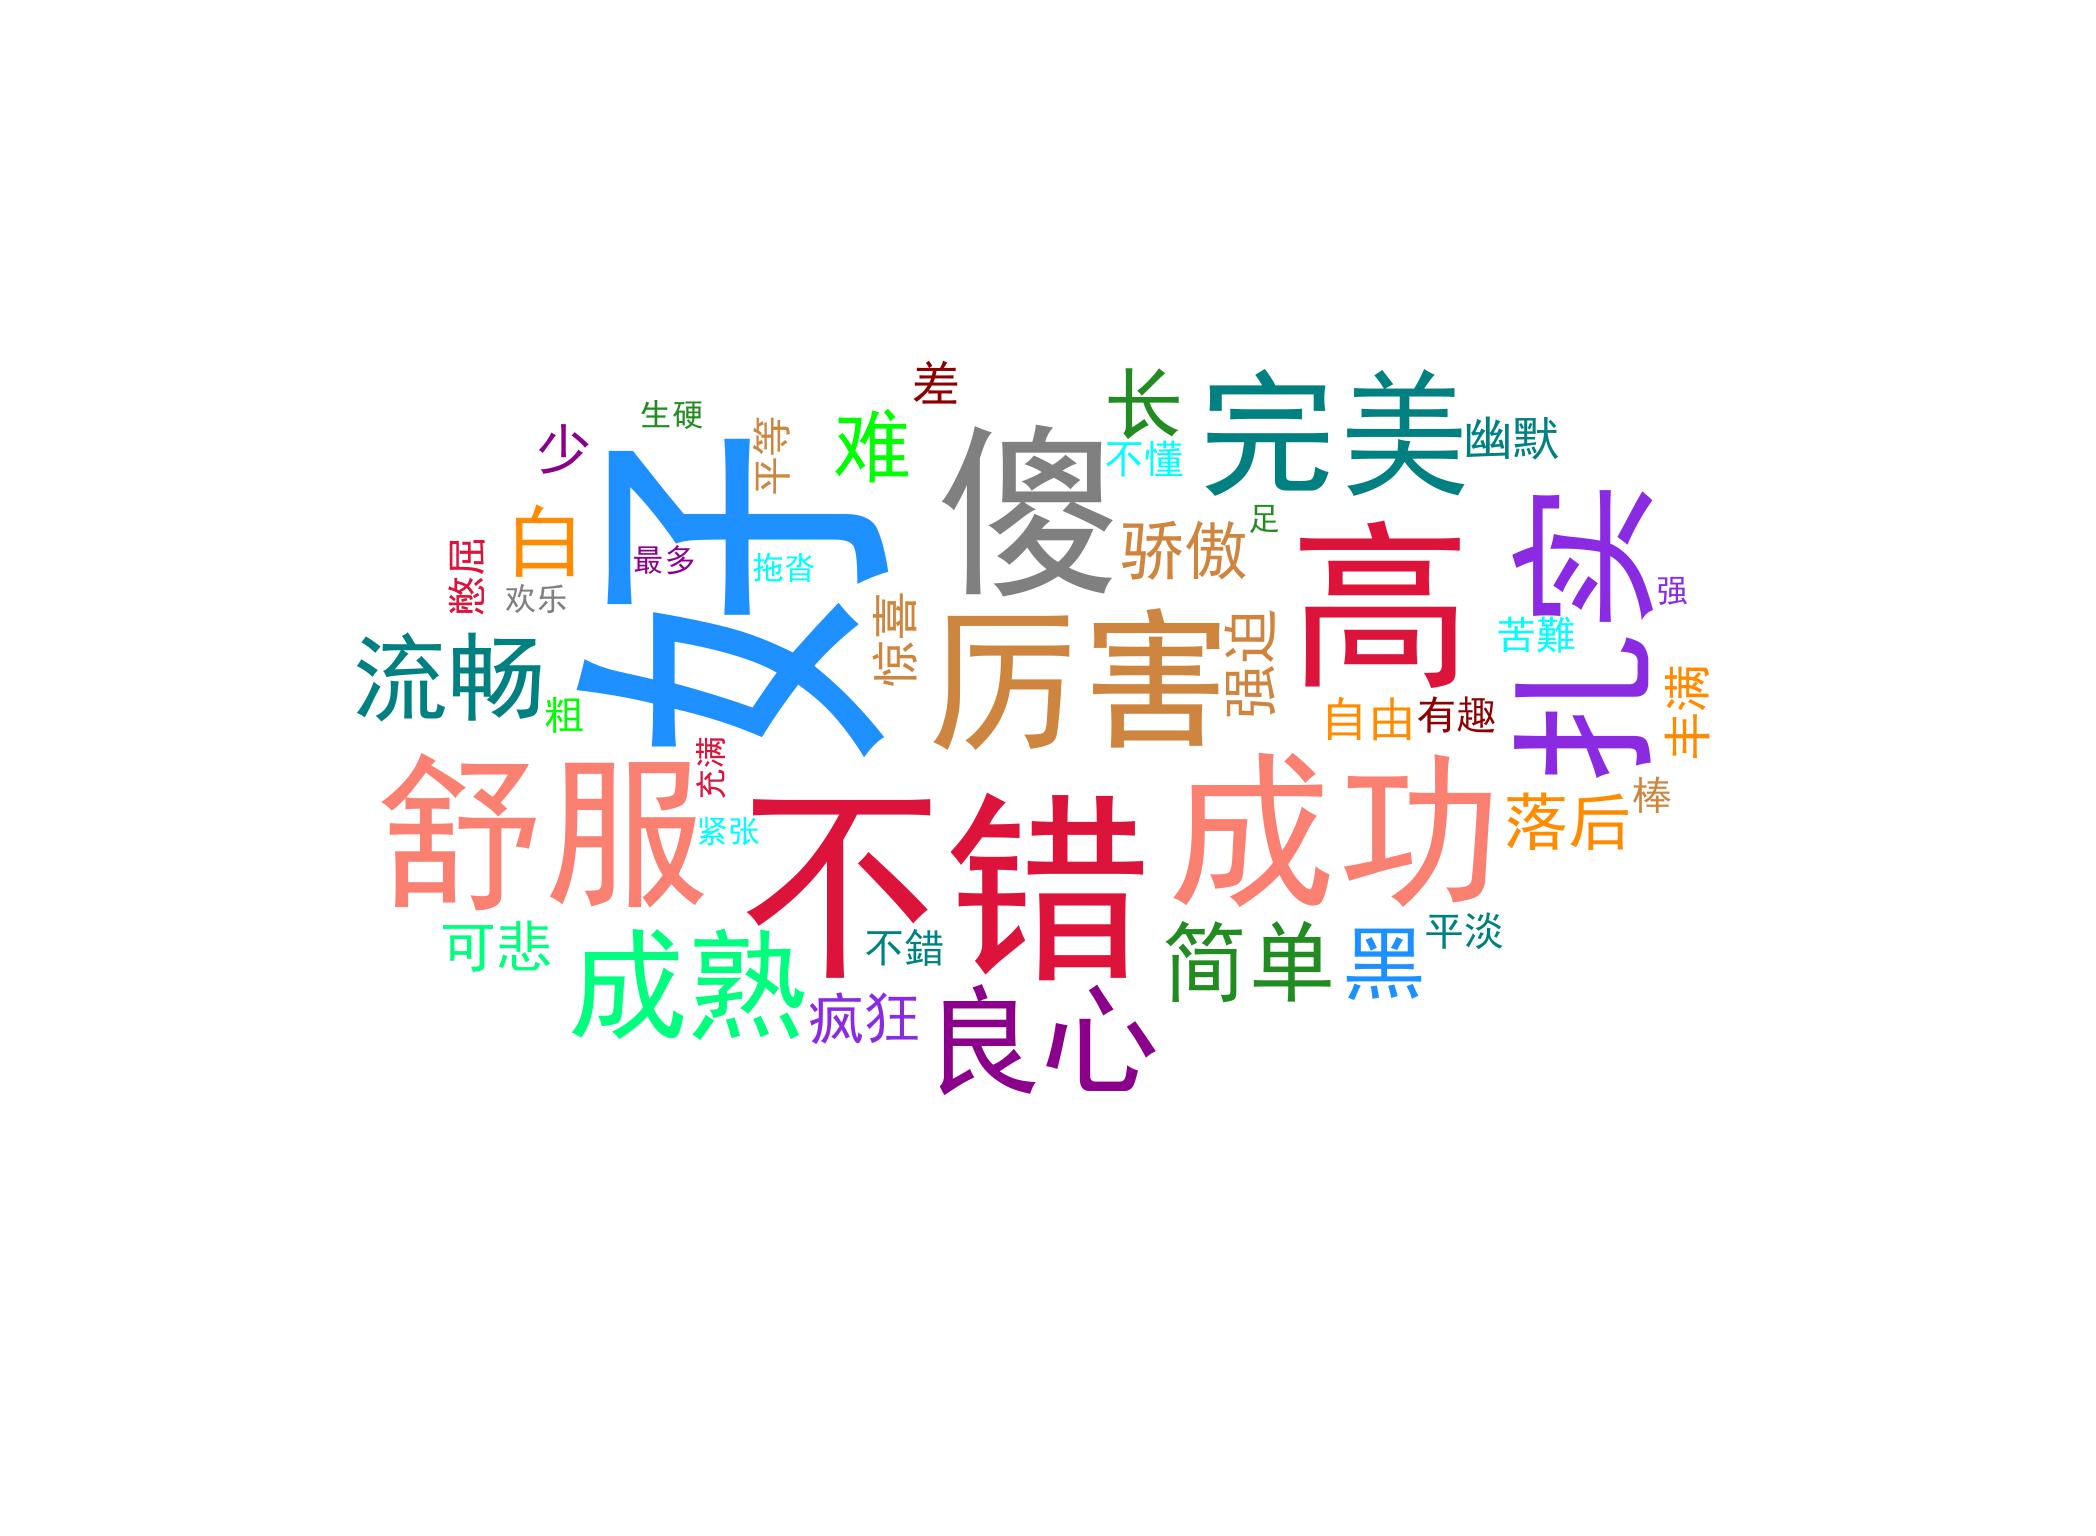 差
长
完美
生硬
少
平等
难
幽默
好
傻
不懂
扎实
白
憋屈
最多
拖沓
骄傲
足
高
强
欢乐
惊喜
厉害
强迫
苦難
流畅
粗
自由
有趣
丰满
舒服
充满
紧张
不错
成功
落后
棒
可悲
成熟
不錯
简单
黑
平淡
疯狂
良心